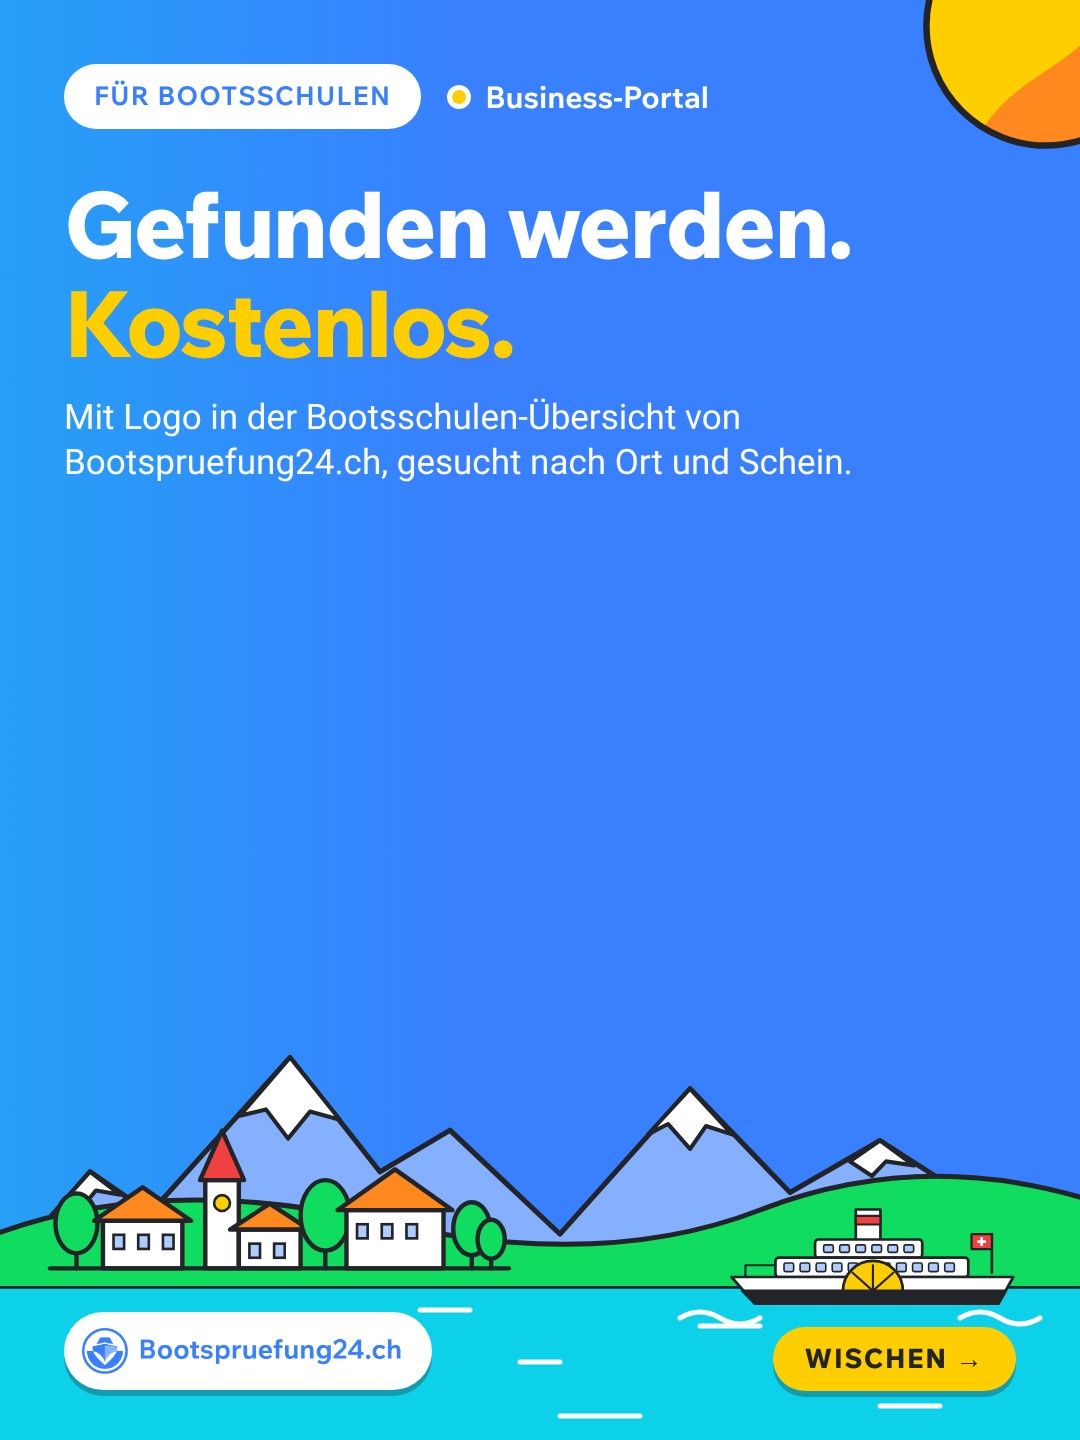 FÜR BOOTSSCHULEN
Business-Portal
Gefunden werden.
Kostenlos.
Mit Logo in der Bootsschulen-Übersicht von
Bootspruefung24.ch, gesucht nach Ort und Schein.
Bootspruefung24.ch
WISCHEN →